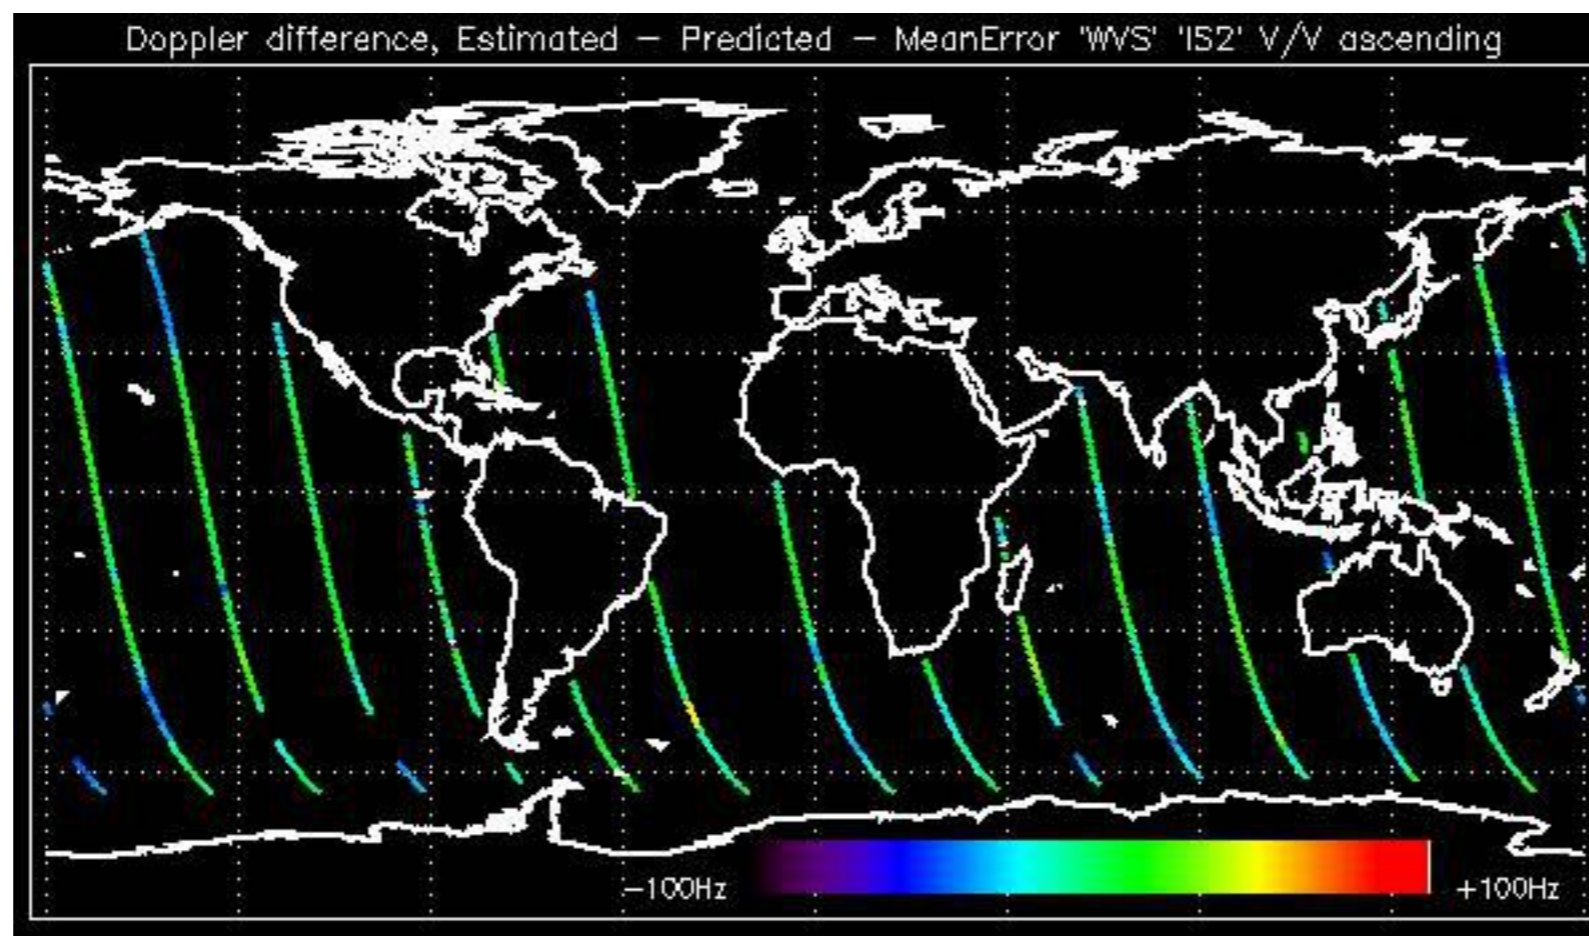 Doppler difference, Estimated – Predicted – MeanError 'WVS' 'IS2' V/V ascending
–100Hz +100Hz